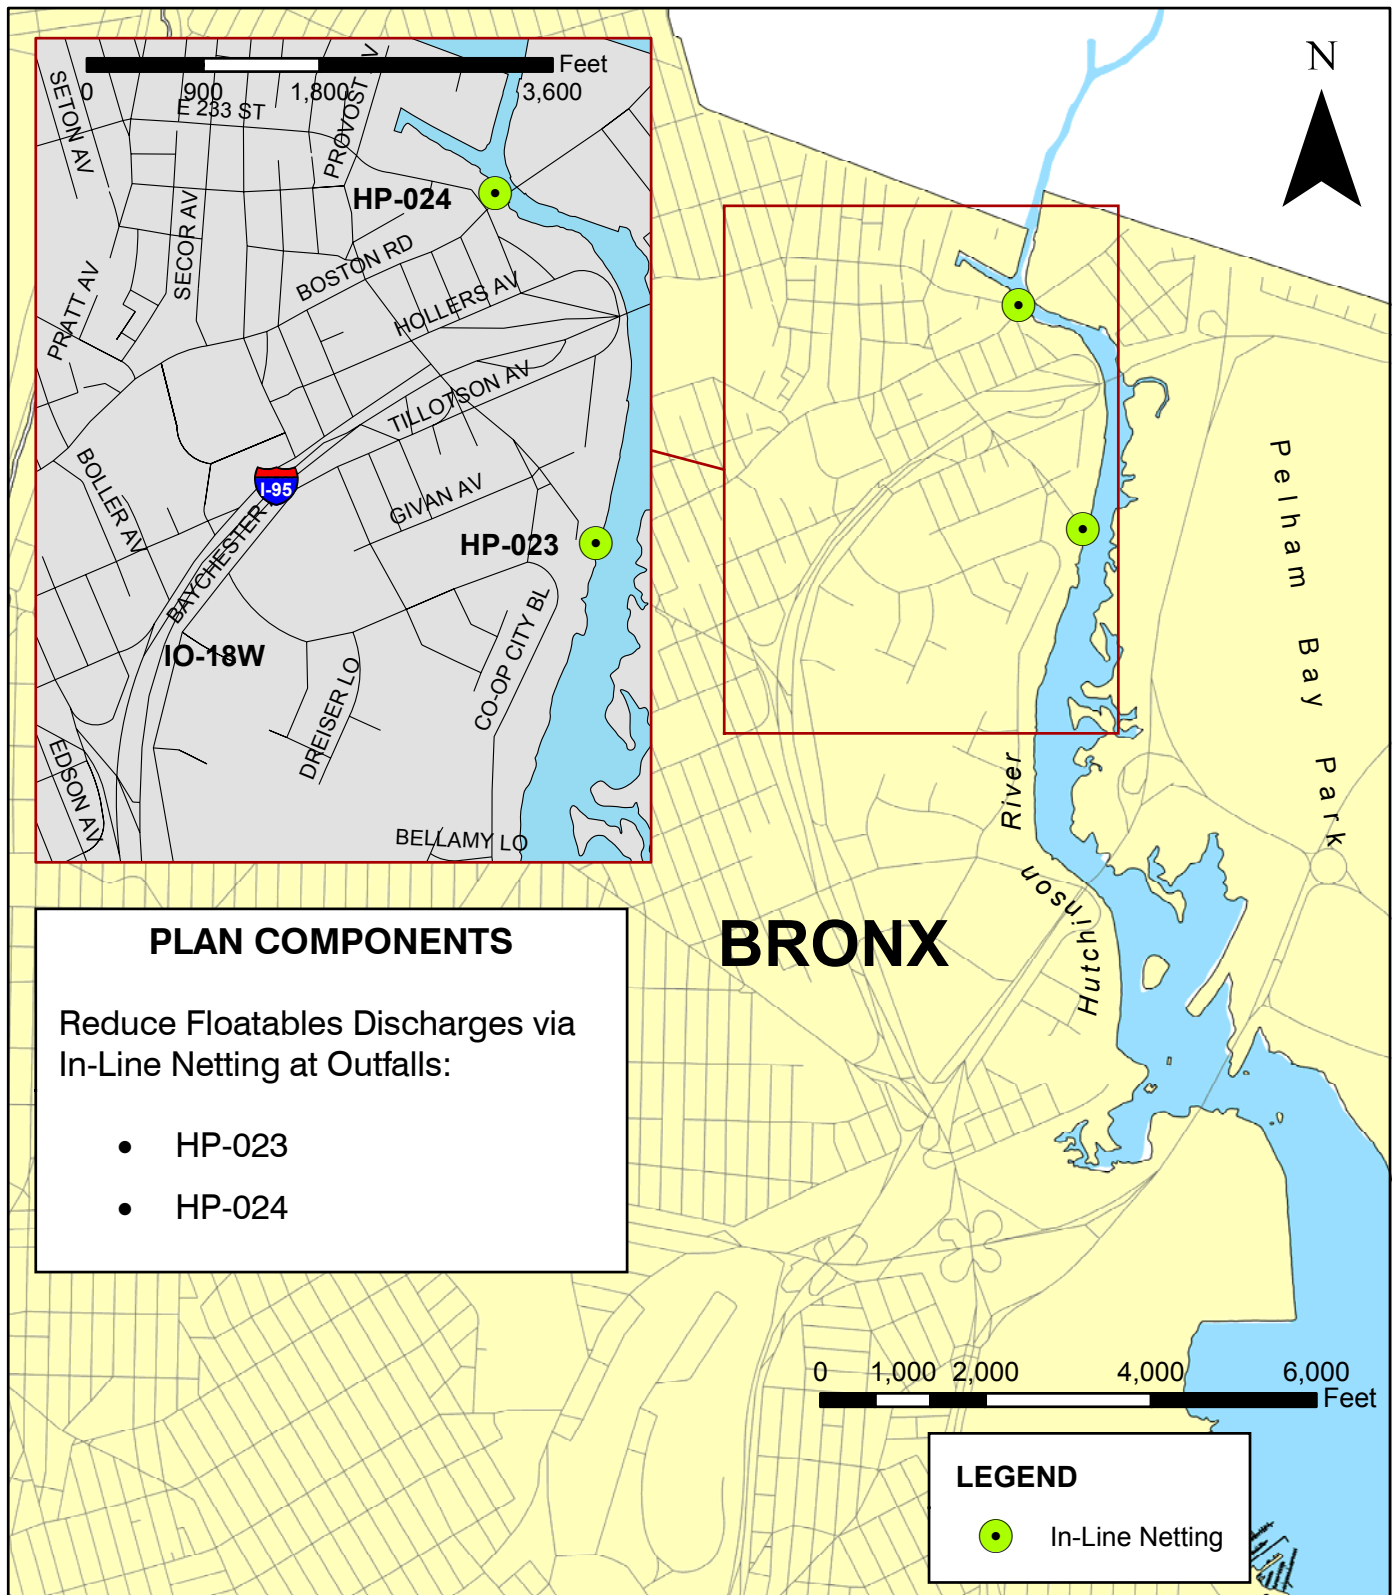 N
Feet
0
900
1,800
3,600
E 233 ST
SETON AV
PROVOST AV
HP-024
SECOR AV
BOSTON RD
PRATT AV
HOLLERS AV
TILLOTSON AV
BOLLER AV
I-95
GIVAN AV
BAYCHESTER
HP-023
IO-18W
CO-OP CITY BL
DREISER LO
EDSON AV
BELLAMY LO
Pelham Bay Park
Hutchinson River
BRONX
PLAN COMPONENTS
Reduce Floatables Discharges via
In-Line Netting at Outfalls:
• HP-023
• HP-024
0 1,000 2,000 4,000 6,000
Feet
LEGEND
In-Line Netting